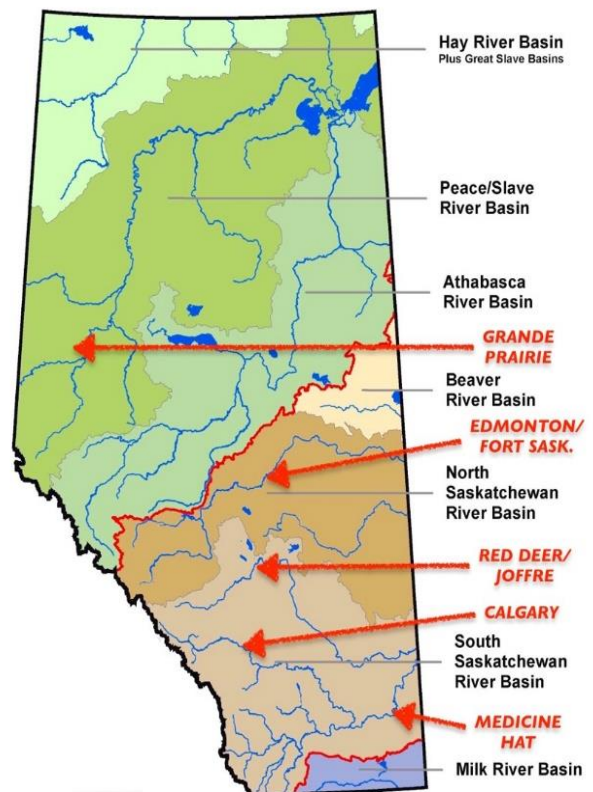 Hay River Basin
Plus Great Slave Basins
Peace/Slave
River Basin
Athabasca
River Basin
GRANDE
PRAIRIE
Beaver
River Basin
EDMONTON/
FORT SASK.
North
Saskatchewan
River Basin
RED DEER/
JOFFRE
CALGARY
South
Saskatchewan
River Basin
MEDICINE
HAT
Milk River Basin